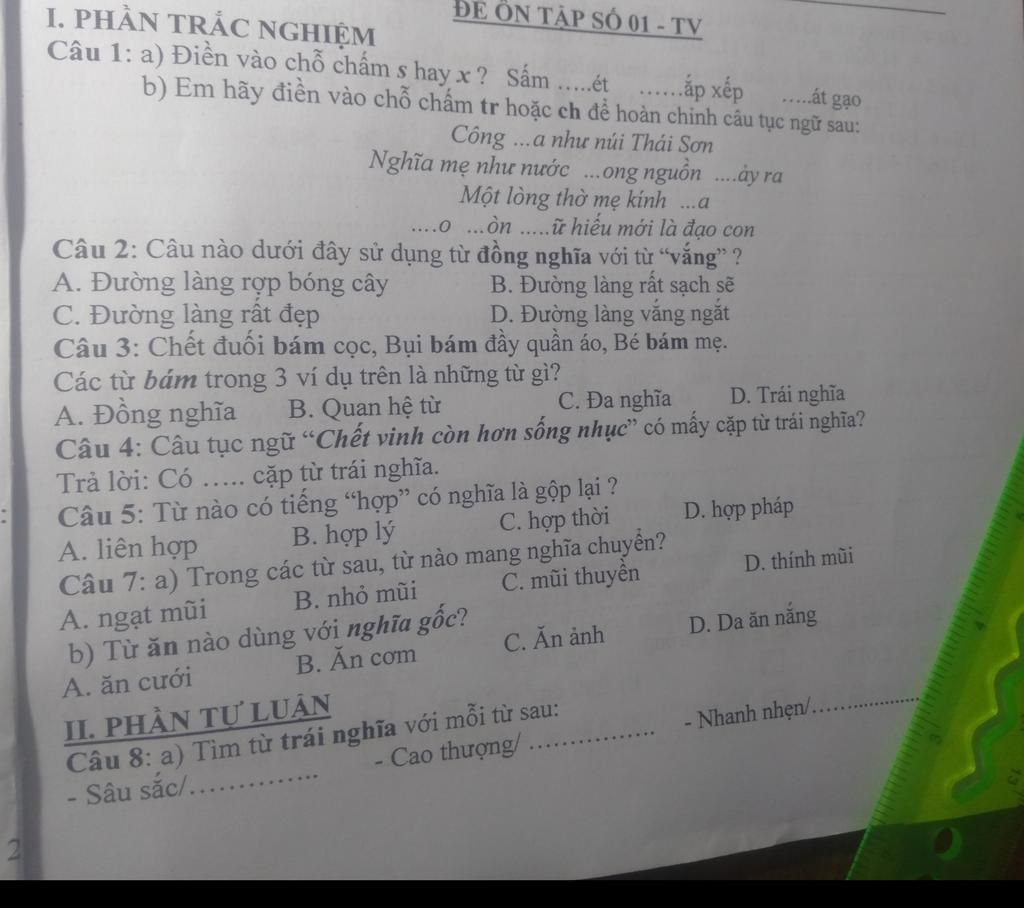 ĐỀ ÔN TẬP SỐ 01 - TV
I. PHẦN TRẮC NGHIỆM
Câu 1: a) Điền vào chỗ chấm s hay x ? Sấm .....ét ......ắp xếp .....át gạo
b) Em hãy điền vào chỗ chấm tr hoặc ch để hoàn chỉnh câu tục ngữ sau:
Công ...a như núi Thái Sơn
Nghĩa mẹ như nước ...ong nguồn ....ảy ra
Một lòng thờ mẹ kính ...a
....o ...òn .....ữ hiếu mới là đạo con
Câu 2: Câu nào dưới đây sử dụng từ đồng nghĩa với từ “vắng” ?
A. Đường làng rợp bóng cây B. Đường làng rất sạch sẽ
C. Đường làng rất đẹp D. Đường làng vắng ngắt
Câu 3: Chết đuối bám cọc, Bụi bám đầy quần áo, Bé bám mẹ.
Các từ bám trong 3 ví dụ trên là những từ gì?
A. Đồng nghĩa B. Quan hệ từ C. Đa nghĩa D. Trái nghĩa
Câu 4: Câu tục ngữ “Chết vinh còn hơn sống nhục” có mấy cặp từ trái nghĩa?
Trả lời: Có ..... cặp từ trái nghĩa.
Câu 5: Từ nào có tiếng “hợp” có nghĩa là gộp lại ?
A. liên hợp B. hợp lý C. hợp thời D. hợp pháp
Câu 7: a) Trong các từ sau, từ nào mang nghĩa chuyển?
A. ngạt mũi B. nhỏ mũi C. mũi thuyền D. thính mũi
b) Từ ăn nào dùng với nghĩa gốc?
A. ăn cưới B. Ăn cơm C. Ăn ảnh D. Da ăn nắng
II. PHẦN TỰ LUẬN
Câu 8: a) Tìm từ trái nghĩa với mỗi từ sau:
- Sâu sắc/.............. - Cao thượng/ .............. - Nhanh nhẹn/..................
2